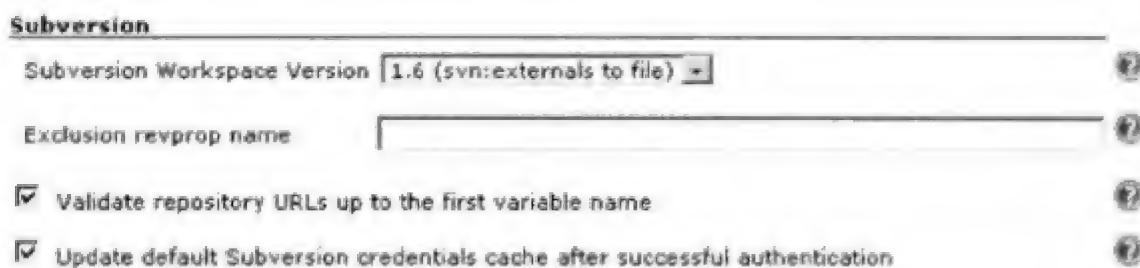 Subversion
Subversion Workspace Version 1.6 (svn:externals to file)
Exclusion revprop name
Validate repository URLs up to the first variable name
Update default Subversion credentials cache after successful authentication